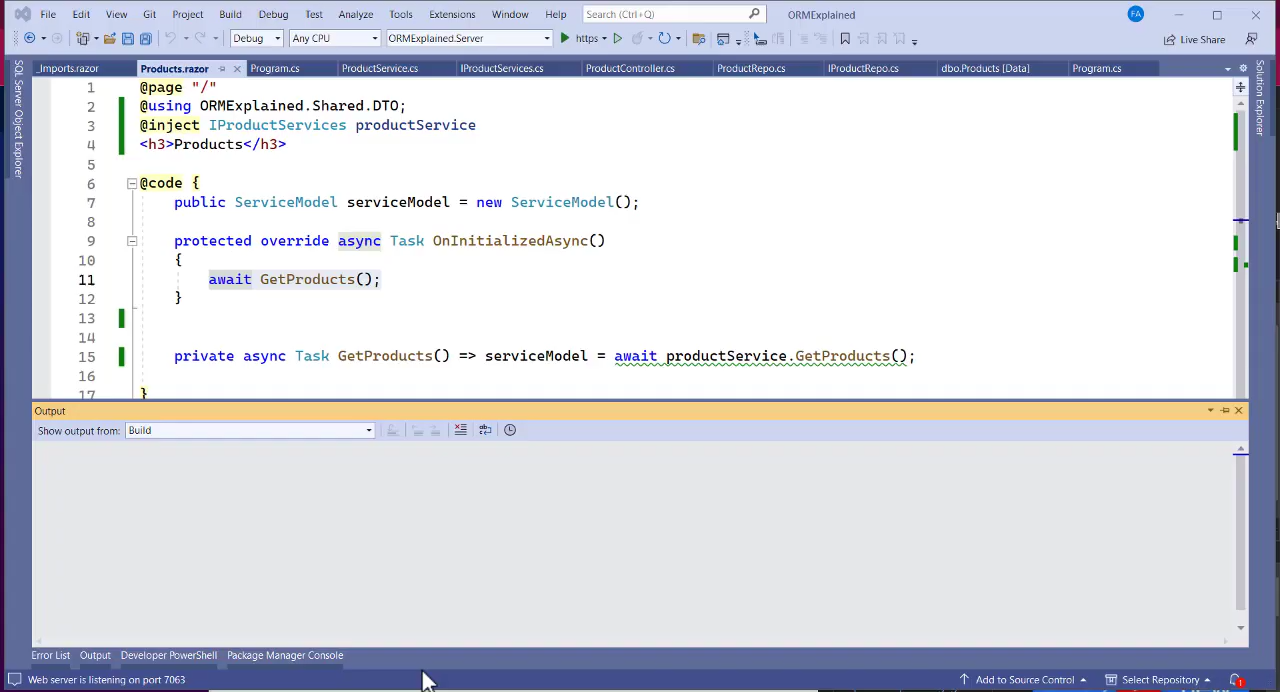 File Edit View Git Project Build Debug Test Analyze Tools Extensions Window Help Search (Ctrl+Q) ORMExplained FA
Debug Any CPU ORMExplained.Server https Live Share
_Imports.razor Products.razor Program.cs ProductService.cs IProductServices.cs ProductController.cs ProductRepo.cs IProductRepo.cs dbo.Products [Data] Program.cs
SQL Server Object Explorer
Solution Explorer
1 @page "/"
2 @using ORMExplained.Shared.DTO;
3 @inject IProductServices productService
4 <h3>Products</h3>
5
6 @code {
7 public ServiceModel serviceModel = new ServiceModel();
8
9 protected override async Task OnInitializedAsync()
10 {
11 await GetProducts();
12 }
13
14
15 private async Task GetProducts() => serviceModel = await productService.GetProducts();
16
17 }
Output
Show output from: Build
Error List Output Developer PowerShell Package Manager Console
Web server is listening on port 7063 Add to Source Control Select Repository 1